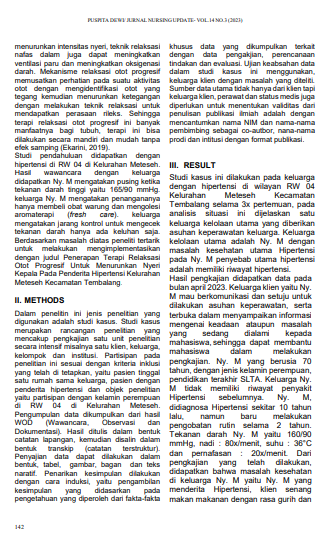 PUSPITA DEWI/ JURNAL NURSINGUPDATE- VOL.14 NO.3 (2023)
menurunkan intensitas nyeri, teknik relaksasi
nafas dalam juga dapat meningkatkan
ventilasi paru dan meningkatkan oksigenasi
darah. Mekanisme relaksasi otot progresif
memusatkan perhatian pada suatu aktivitas
otot dengan mengidentifikasi otot yang
tegang kemudian menurunkan ketegangan
dengan melakukan teknik relaksasi untuk
mendapatkan perasaan rileks. Sehingga
terapi relaksasi otot progresif ini banyak
manfaatnya bagi tubuh, terapi ini bisa
dilakukan secara mandiri dan mudah tanpa
efek samping (Ekarini, 2019).
Studi pendahuluan didapatkan dengan
hipertensi di RW 04 Kelurahan Meteseh.
Hasil wawancara dengan keluarga
didapatkan Ny. M mengatakan pusing ketika
tekanan darah tinggi yaitu 165/90 mmHg.
keluarga Ny. M mengatakan penanganannya
hanya membeli obat warung dan mengolesi
aromaterapi (fresh care). keluarga
mengatakan jarang kontrol untuk mengecek
tekanan darah hanya ada keluhan saja.
Berdasarkan masalah diatas peneliti tertarik
untuk melakukan mengimplementasikan
dengan judul Penerapan Terapi Relaksasi
Otot Progresif Untuk Menurunkan Nyeri
Kepala Pada Penderita Hipertensi Kelurahan
Meteseh Kecamatan Tembalang.
II. METHODS
Dalam penelitin ini jenis penelitian yang
digunakan adalah studi kasus. Studi kasus
merupakan rancangan penelitian yang
mencakup pengkajian satu unit penelitian
secara intensif misalnya satu klien, keluarga,
kelompok dan institusi. Partisipan pada
penelitian ini sesuai dengan kriteria inklusi
yang telah di tetapkan, yaitu pasien tinggal
satu rumah sama keluarga, pasien dengan
penderita hipertensi dan objek penelitian
yaitu partisipan dengan kelamin perempuan
di RW 04 di Kelurahan Meteseh.
Pengumpulan data dikumpulkan dari hasil
WOD (Wawancara, Observasi dan
Dokumentasi). Hasil ditulis dalam bentuk
catatan lapangan, kemudian disalin dalam
bentuk transkip (catatan terstruktur).
Penyajian data dapat dilakukan dalam
bentuk, tabel, gambar, bagan dan teks
naratif. Penarikan kesimpulan dilakukan
dengan cara induksi, yaitu pengambilan
kesimpulan yang didasarkan pada
pengetahuan yang diperoleh dari fakta-fakta
khusus data yang dikumpulkan terkait
dengan data pengakjian, perencanaan
tindakan dan evaluasi. Ujian keabsahan data
dalam studi kasus ini menggunakan,
keluarga klien dengan masalah yang diteliti.
Sumber data utama tidak hanya dari klien tapi
keluarga klien, perawat dan status medis juga
diperlukan untuk menentukan validitas dari
penulisan publikasi ilmiah adalah dengan
mencantumkan nama NIM dan nama-nama
pembimbing sebagai co-author, nana-nama
prodi dan intitusi dengan format publikasi.
III. RESULT
Studi kasus ini dilakukan pada keluarga
dengan hipertensi di wilayan RW 04
Kelurahan Meteseh Kecamatan
Tembalang selama 3x pertemuan, pada
analisis situasi ini dijelaskan satu
keluarga kelolaan utama yang diberikan
asuhan keperawatan keluarga. Keluarga
kelolaan utama adalah Ny. M dengan
masalah kesehatan utama Hipertensi
pada Ny. M penyebab utama hipertensi
adalah memiliki riwayat hipertensi.
Hasil pengkajian didapatkan data pada
bulan april 2023. Keluarga klien yaitu Ny.
M mau berkomunikasi dan setuju untuk
dilakukan asuhan keperawatan, serta
terbuka dalam menyampaikan informasi
mengenai keadaan ataupun masalah
yang sedang dialami kepada
mahasiswa,sehingga dapat membantu
mahasiswa dalam melakukan
pengkajian. Ny. M yang berusia 70
tahun, dengan jenis kelamin perempuan,
pendidikan terakhir SLTA. Keluarga Ny.
M tidak memiliki riwayat penyakit
Hipertensi sebelumnya. Ny. M,
didiagnosa Hipertensi sekitar 10 tahun
lalu, namun baru melakukan
pengobatan rutin selama 2 tahun.
Tekanan darah Ny. M yaitu 160/90
mmHg, nadi : 80x/menit, suhu : 36°C
dan pernafasan : 20x/menit. Dari
pengkajian yang telah dilakukan,
didapatkan bahwa masalah kesehatan
di keluarga Ny. M yaitu Ny. M yang
menderita Hipertensi, klien senang
makan makanan dengan rasa gurih dan
142